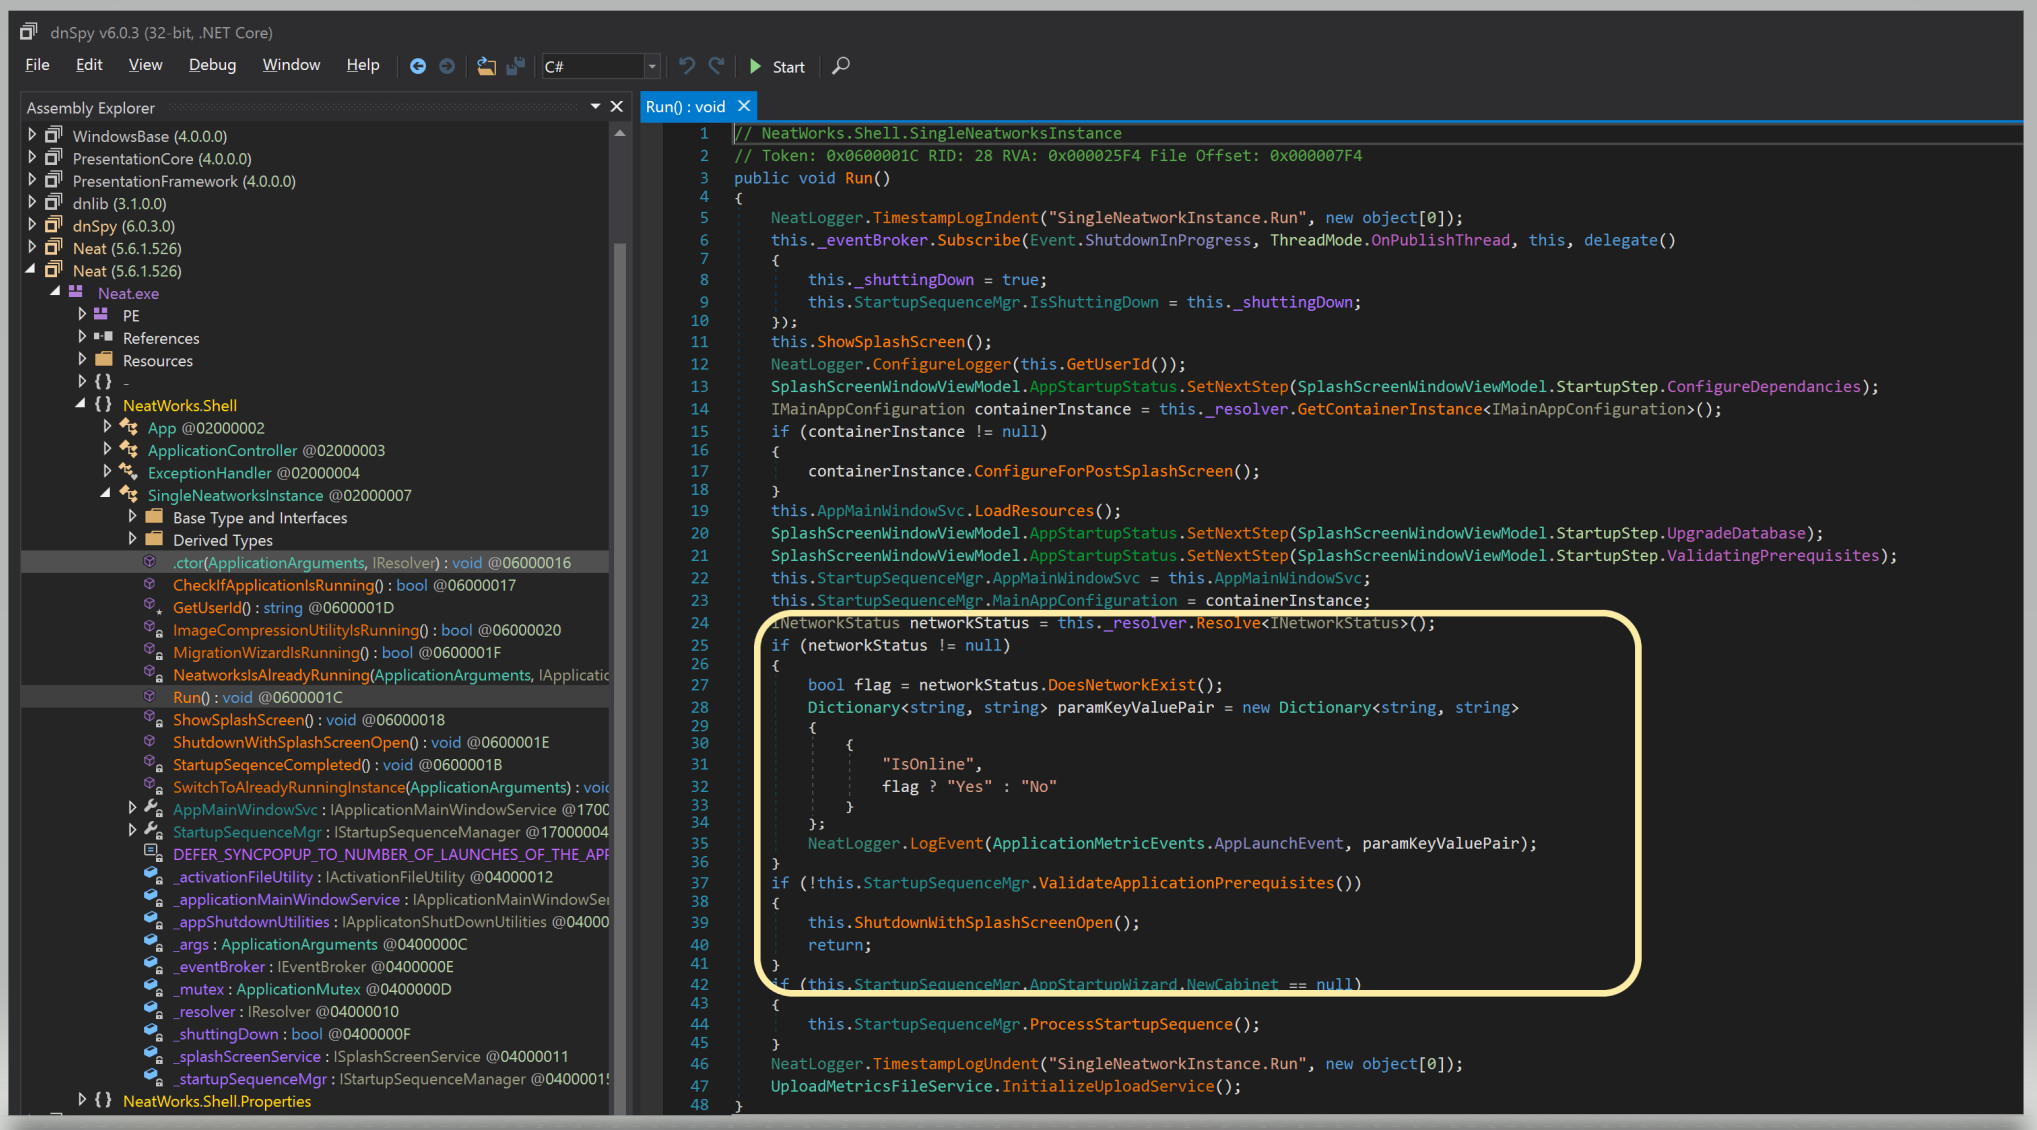 dnSpy v6.0.3 (32-bit, .NET Core)
File Edit View Debug Window Help C# Start
Assembly Explorer
WindowsBase (4.0.0.0)
PresentationCore (4.0.0.0)
PresentationFramework (4.0.0.0)
dnlib (3.1.0.0)
dnSpy (6.0.3.0)
Neat (5.6.1.526)
Neat (5.6.1.526)
Neat.exe
PE
References
Resources
{ } -
{ } NeatWorks.Shell
App @02000002
ApplicationController @02000003
ExceptionHandler @02000004
SingleNeatworksInstance @02000007
Base Type and Interfaces
Derived Types
.ctor(ApplicationArguments, IResolver) : void @06000016
CheckIfApplicationIsRunning() : bool @06000017
GetUserId() : string @0600001D
ImageCompressionUtilityIsRunning() : bool @06000020
MigrationWizardIsRunning() : bool @0600001F
NeatworksIsAlreadyRunning(ApplicationArguments, IApplicatic
Run() : void @0600001C
ShowSplashScreen() : void @06000018
ShutdownWithSplashScreenOpen() : void @0600001E
StartupSeqenceCompleted() : void @0600001B
SwitchToAlreadyRunningInstance(ApplicationArguments) : voic
AppMainWindowSvc : IApplicationMainWindowService @1700
StartupSequenceMgr : IStartupSequenceManager @17000004
DEFER_SYNCPOPUP_TO_NUMBER_OF_LAUNCHES_OF_THE_APP
_activationFileUtility : IActivationFileUtility @04000012
_applicationMainWindowService : IApplicationMainWindowSer
_appShutdownUtilities : IApplicatonShutDownUtilities @04000
_args : ApplicationArguments @0400000C
_eventBroker : IEventBroker @0400000E
_mutex : ApplicationMutex @0400000D
_resolver : IResolver @04000010
_shuttingDown : bool @0400000F
_splashScreenService : ISplashScreenService @04000011
_startupSequenceMgr : IStartupSequenceManager @04000015
{ } NeatWorks.Shell.Properties
Run() : void
1 // NeatWorks.Shell.SingleNeatworksInstance
2 // Token: 0x0600001C RID: 28 RVA: 0x000025F4 File Offset: 0x000007F4
3 public void Run()
4 {
5 NeatLogger.TimestampLogIndent("SingleNeatworkInstance.Run", new object[0]);
6 this._eventBroker.Subscribe(Event.ShutdownInProgress, ThreadMode.OnPublishThread, this, delegate()
7 {
8 this._shuttingDown = true;
9 this.StartupSequenceMgr.IsShuttingDown = this._shuttingDown;
10 });
11 this.ShowSplashScreen();
12 NeatLogger.ConfigureLogger(this.GetUserId());
13 SplashScreenWindowViewModel.AppStartupStatus.SetNextStep(SplashScreenWindowViewModel.StartupStep.ConfigureDependancies);
14 IMainAppConfiguration containerInstance = this._resolver.GetContainerInstance<IMainAppConfiguration>();
15 if (containerInstance != null)
16 {
17 containerInstance.ConfigureForPostSplashScreen();
18 }
19 this.AppMainWindowSvc.LoadResources();
20 SplashScreenWindowViewModel.AppStartupStatus.SetNextStep(SplashScreenWindowViewModel.StartupStep.UpgradeDatabase);
21 SplashScreenWindowViewModel.AppStartupStatus.SetNextStep(SplashScreenWindowViewModel.StartupStep.ValidatingPrerequisites);
22 this.StartupSequenceMgr.AppMainWindowSvc = this.AppMainWindowSvc;
23 this.StartupSequenceMgr.MainAppConfiguration = containerInstance;
24 INetworkStatus networkStatus = this._resolver.Resolve<INetworkStatus>();
25 if (networkStatus != null)
26 {
27 bool flag = networkStatus.DoesNetworkExist();
28 Dictionary<string, string> paramKeyValuePair = new Dictionary<string, string>
29 {
30 {
31 "IsOnline",
32 flag ? "Yes" : "No"
33 }
34 };
35 NeatLogger.LogEvent(ApplicationMetricEvents.AppLaunchEvent, paramKeyValuePair);
36 }
37 if (!this.StartupSequenceMgr.ValidateApplicationPrerequisites())
38 {
39 this.ShutdownWithSplashScreenOpen();
40 return;
41 }
42 if (this.StartupSequenceMgr.AppStartupWizard.NewCabinet == null)
43 {
44 this.StartupSequenceMgr.ProcessStartupSequence();
45 }
46 NeatLogger.TimestampLogUndent("SingleNeatworkInstance.Run", new object[0]);
47 UploadMetricsFileService.InitializeUploadService();
48 }